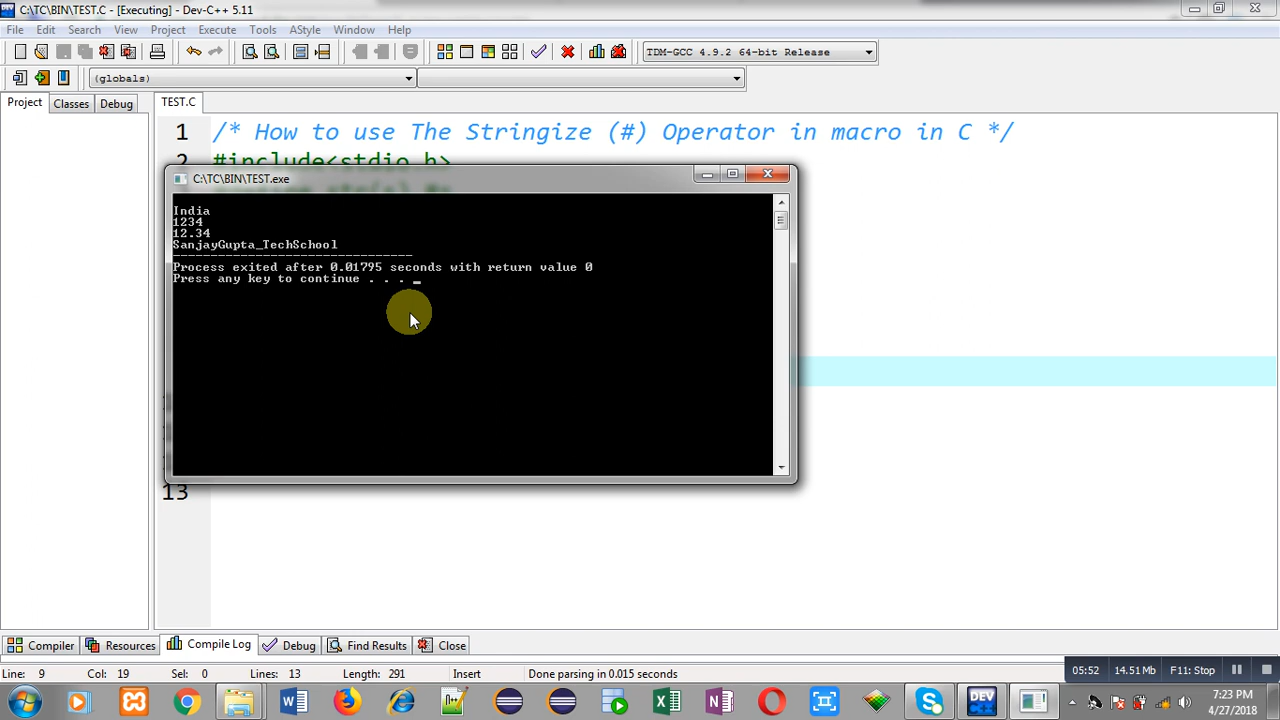 C:\TC\BIN\TEST.C - [Executing] - Dev-C++ 5.11
File Edit Search View Project Execute Tools AStyle Window Help
TDM-GCC 4.9.2 64-bit Release
(globals)
Project Classes Debug TEST.C
1 /* How to use The Stringize (#) Operator in macro in C */
2 #include<stdio.h>
C:\TC\BIN\TEST.exe
India
1234
12.34
SanjayGupta_TechSchool
--------------------------------
Process exited after 0.01795 seconds with return value 0
Press any key to continue . . .
13
Compiler Resources Compile Log Debug Find Results Close
Line: 9 Col: 19 Sel: 0 Lines: 13 Length: 291 Insert Done parsing in 0.015 seconds
05:52 14.51 Mb F11: Stop
DEV
7:23 PM
4/27/2018